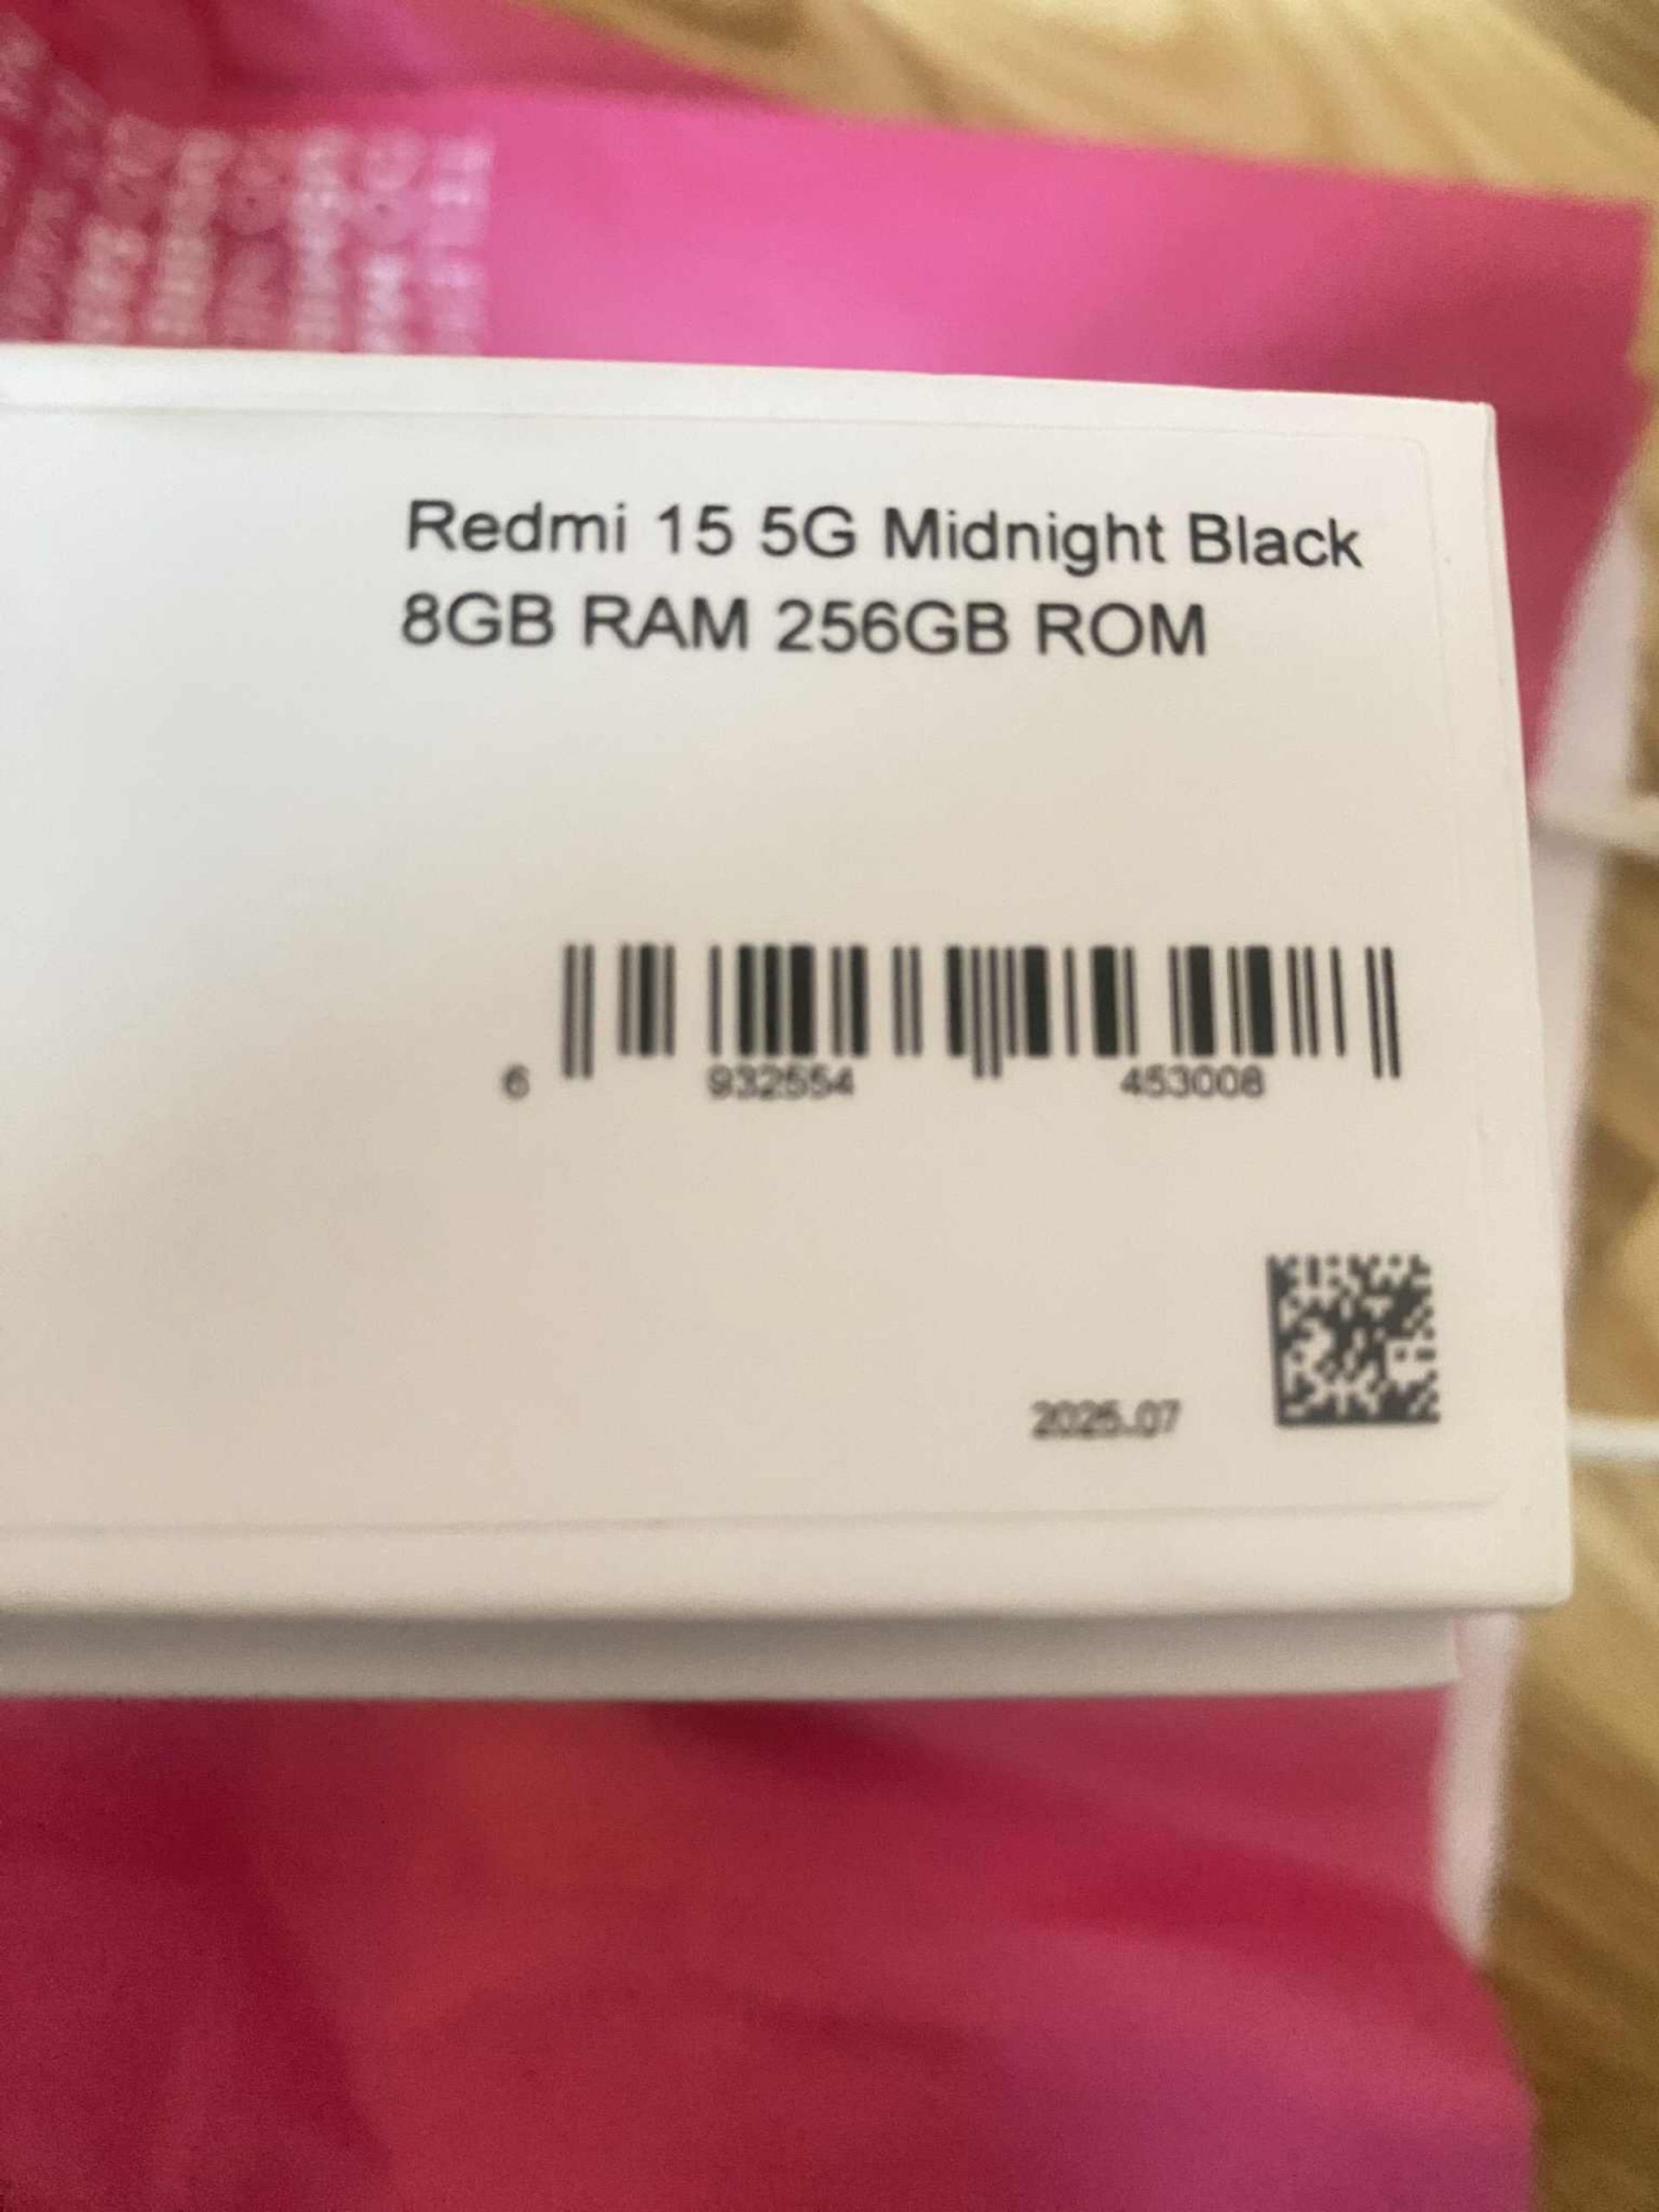 Redmi 15 5G Midnight Black
8GB RAM 256GB ROM
6 932554 453008
2025.07